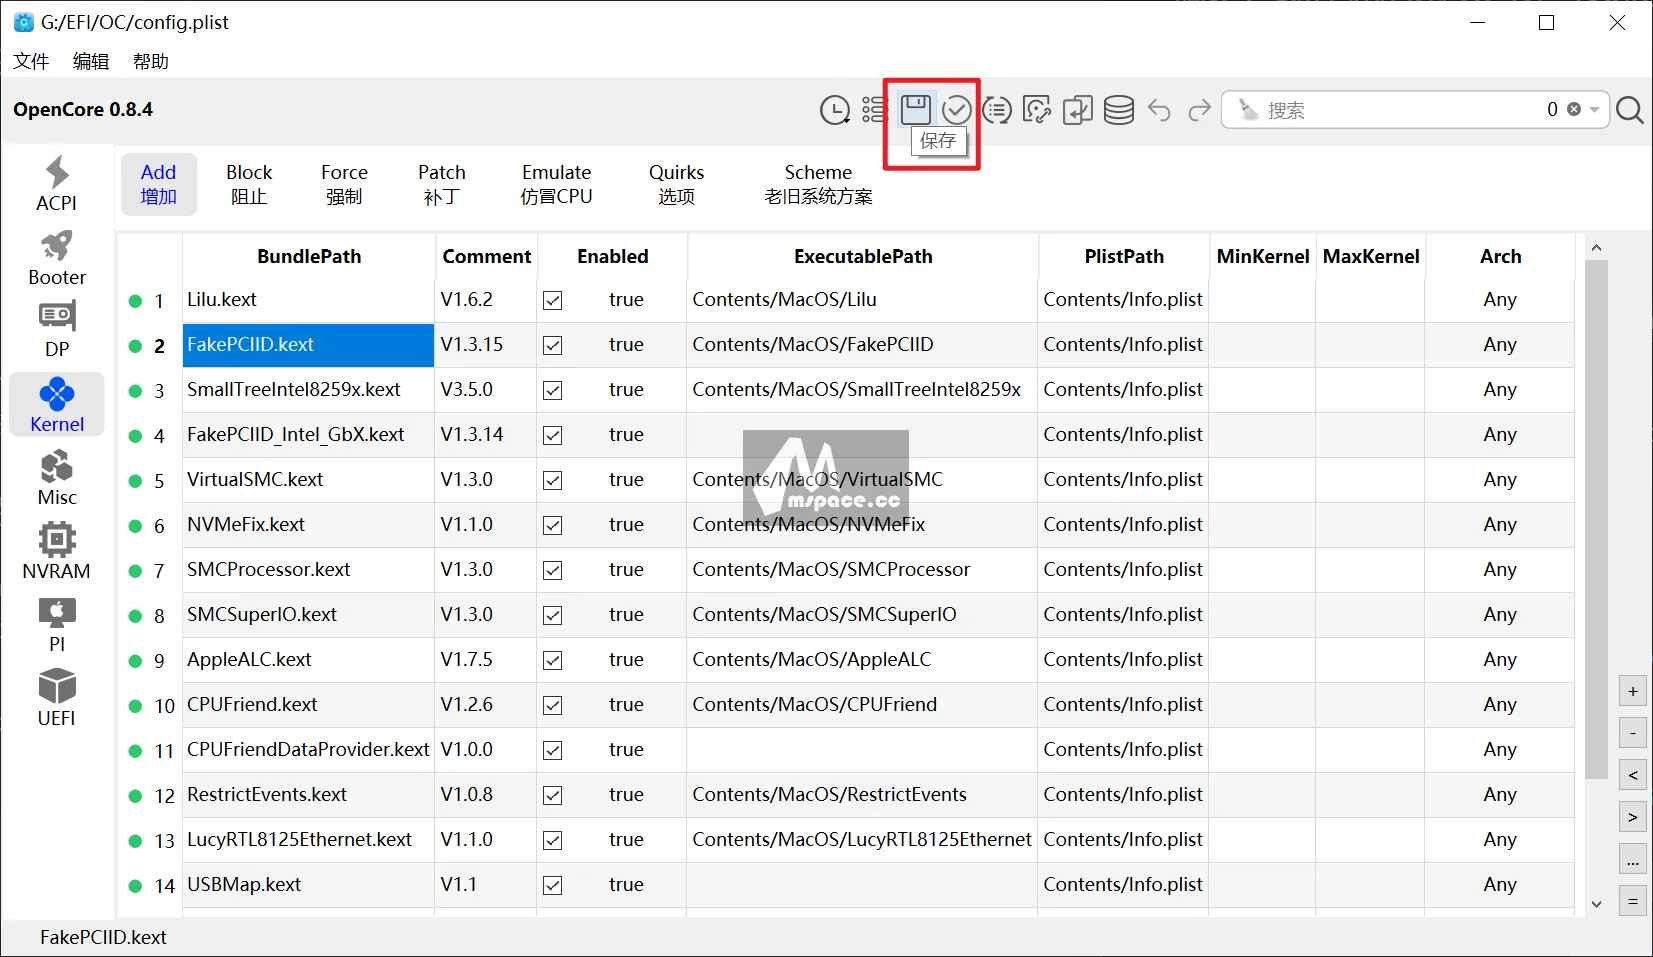 G:/EFI/OC/config.plist
文件 编辑 帮助
OpenCore 0.8.4
搜索 0
保存
Add Block Force Patch Emulate Quirks Scheme
增加 阻止 强制 补丁 仿冒CPU 选项 老旧系统方案
ACPI
Booter
DP
Kernel
Misc
NVRAM
PI
UEFI
BundlePath Comment Enabled ExecutablePath PlistPath MinKernel MaxKernel Arch
1 Lilu.kext V1.6.2 true Contents/MacOS/Lilu Contents/Info.plist Any
2 FakePCIID.kext V1.3.15 true Contents/MacOS/FakePCIID Contents/Info.plist Any
3 SmallTreeIntel8259x.kext V3.5.0 true Contents/MacOS/SmallTreeIntel8259x Contents/Info.plist Any
4 FakePCIID_Intel_GbX.kext V1.3.14 true Contents/Info.plist Any
5 VirtualSMC.kext V1.3.0 true Contents/MacOS/VirtualSMC Contents/Info.plist Any
mspace.cc
6 NVMeFix.kext V1.1.0 true Contents/MacOS/NVMeFix Contents/Info.plist Any
7 SMCProcessor.kext V1.3.0 true Contents/MacOS/SMCProcessor Contents/Info.plist Any
8 SMCSuperIO.kext V1.3.0 true Contents/MacOS/SMCSuperIO Contents/Info.plist Any
9 AppleALC.kext V1.7.5 true Contents/MacOS/AppleALC Contents/Info.plist Any
10 CPUFriend.kext V1.2.6 true Contents/MacOS/CPUFriend Contents/Info.plist Any
11 CPUFriendDataProvider.kext V1.0.0 true Contents/Info.plist Any
12 RestrictEvents.kext V1.0.8 true Contents/MacOS/RestrictEvents Contents/Info.plist Any
13 LucyRTL8125Ethernet.kext V1.1.0 true Contents/MacOS/LucyRTL8125Ethernet Contents/Info.plist Any
14 USBMap.kext V1.1 true Contents/Info.plist Any
+
-
<
>
...
=
FakePCIID.kext